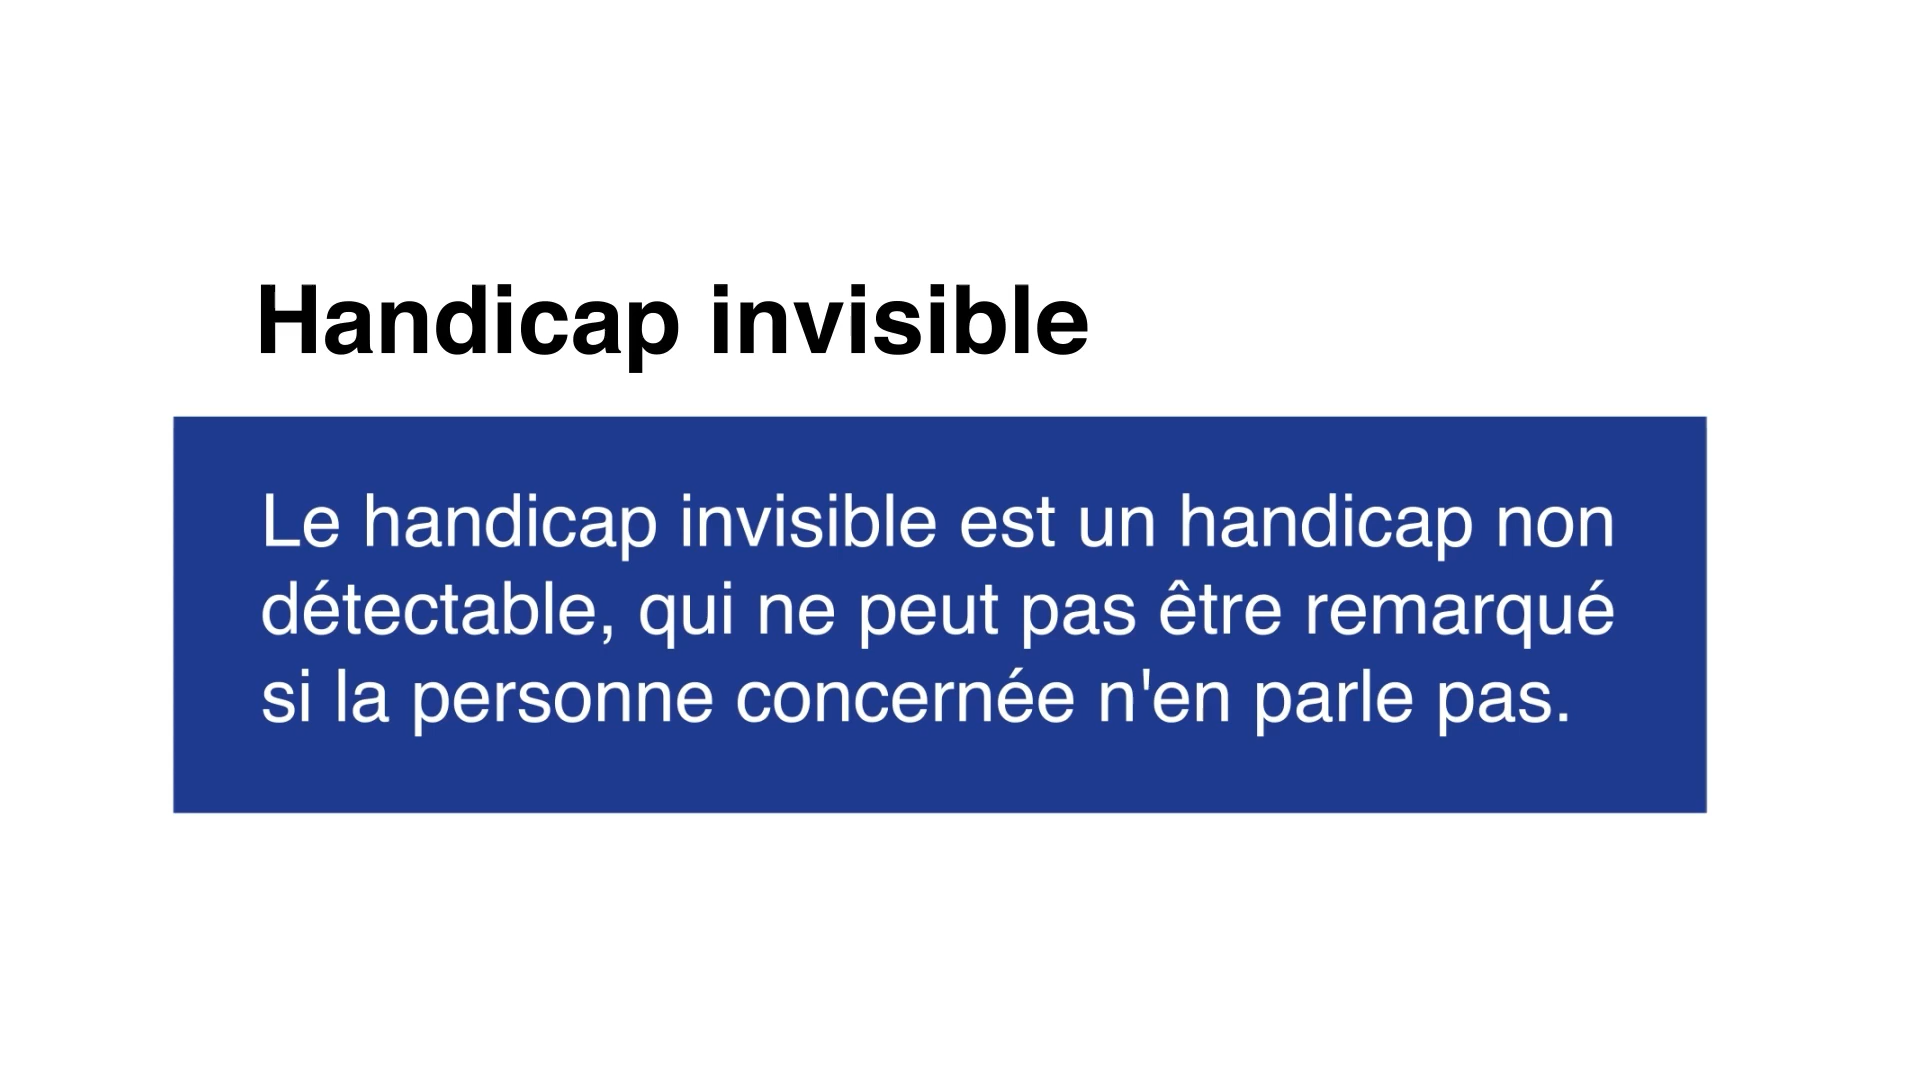 Handicap invisible
Le handicap invisible est un handicap non
détectable, qui ne peut pas être remarqué
si la personne concernée n'en parle pas.